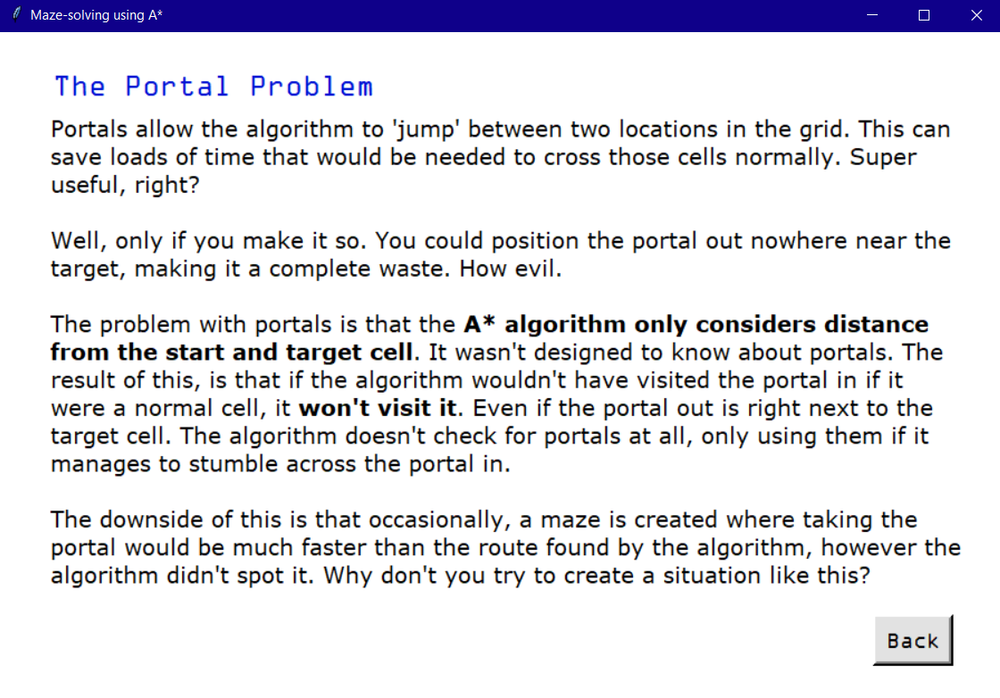 Maze-solving using A*
The Portal Problem
Portals allow the algorithm to 'jump' between two locations in the grid. This can
save loads of time that would be needed to cross those cells normally. Super
useful, right?
Well, only if you make it so. You could position the portal out nowhere near the
target, making it a complete waste. How evil.
The problem with portals is that the A* algorithm only considers distance
from the start and target cell. It wasn't designed to know about portals. The
result of this, is that if the algorithm wouldn't have visited the portal in if it
were a normal cell, it won't visit it. Even if the portal out is right next to the
target cell. The algorithm doesn't check for portals at all, only using them if it
manages to stumble across the portal in.
The downside of this is that occasionally, a maze is created where taking the
portal would be much faster than the route found by the algorithm, however the
algorithm didn't spot it. Why don't you try to create a situation like this?
Back